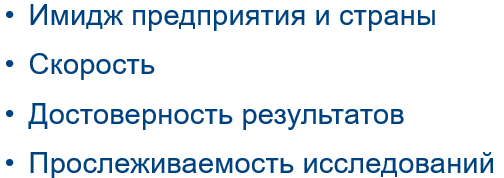 • Имидж предприятия и страны
• Скорость
• Достоверность результатов
• Прослеживаемость исследований